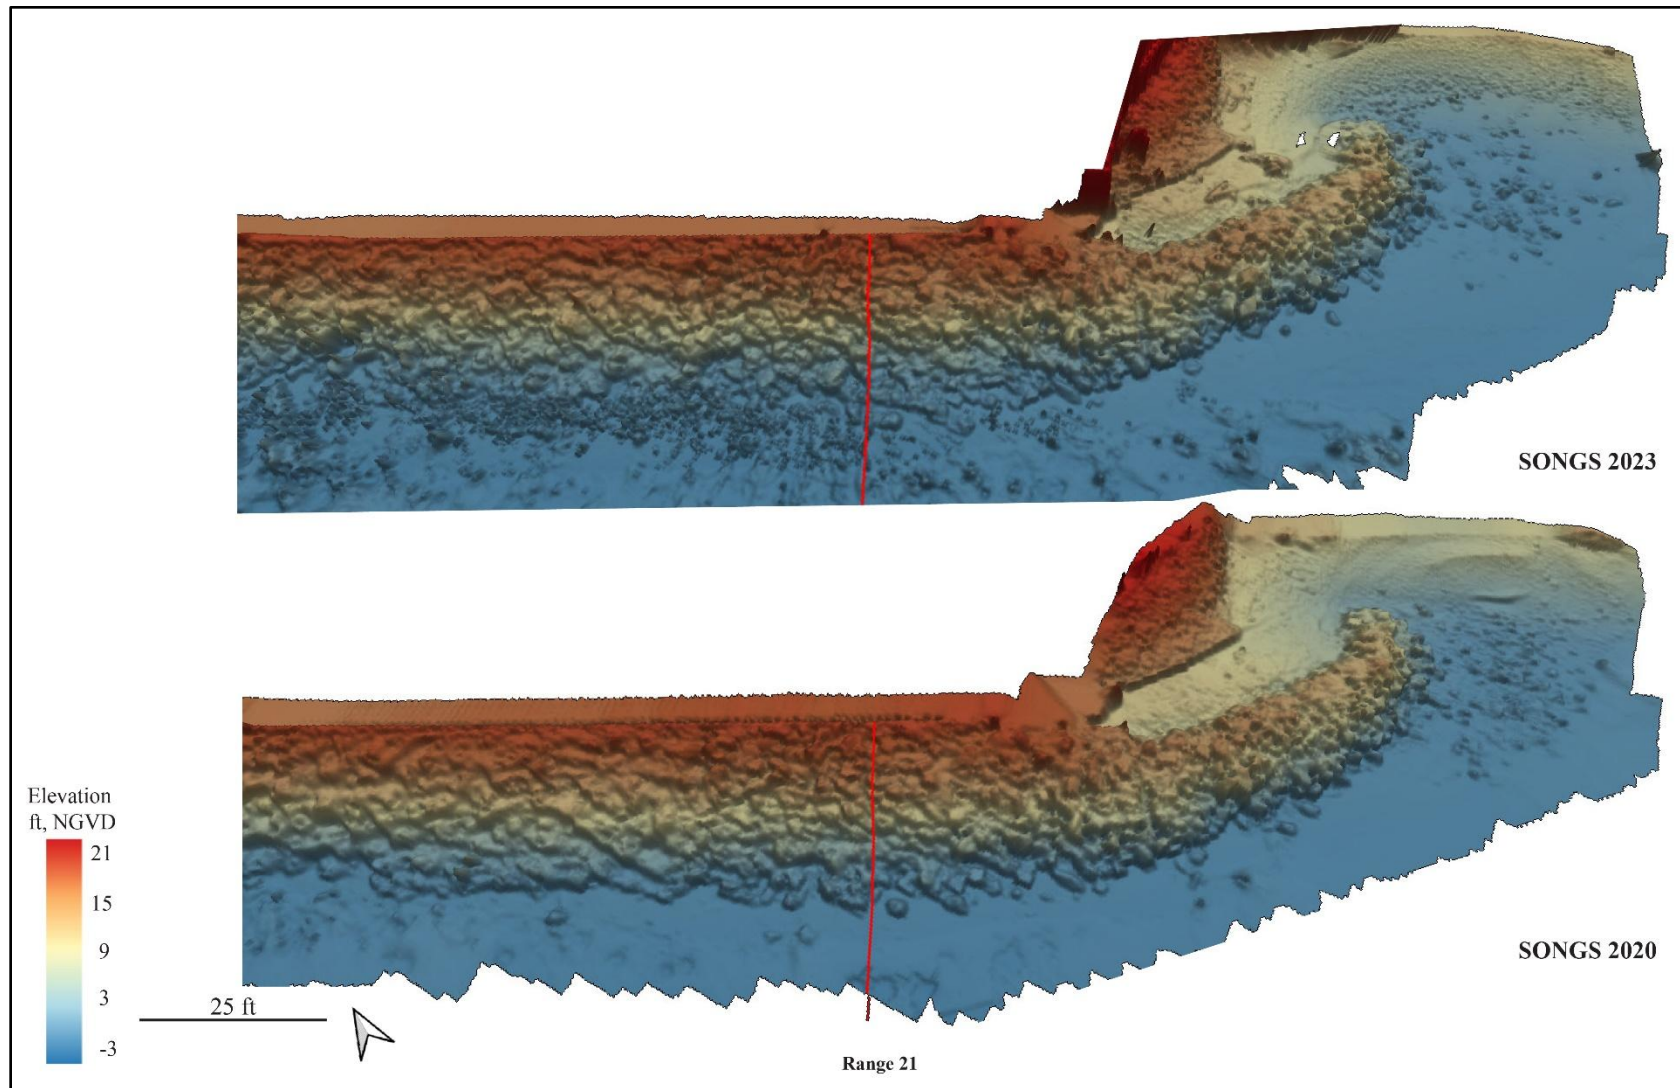 SONGS 2023
Elevation
ft, NGVD
21
15
9
3
-3
SONGS 2020
25 ft
Range 21